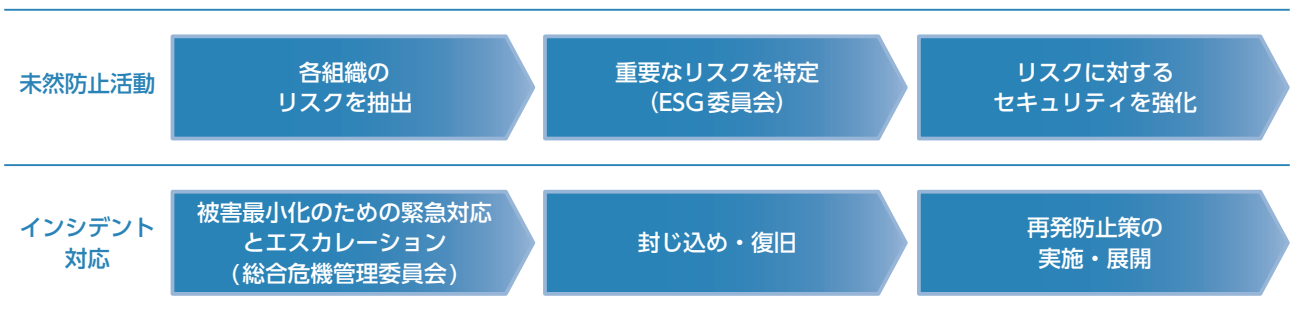 未然防止活動
各組織の
リスクを抽出
重要なリスクを特定
（ESG委員会）
リスクに対する
セキュリティを強化
インシデント
対応
被害最小化のための緊急対応
とエスカレーション
（総合危機管理委員会）
封じ込め・復旧
再発防止策の
実施・展開